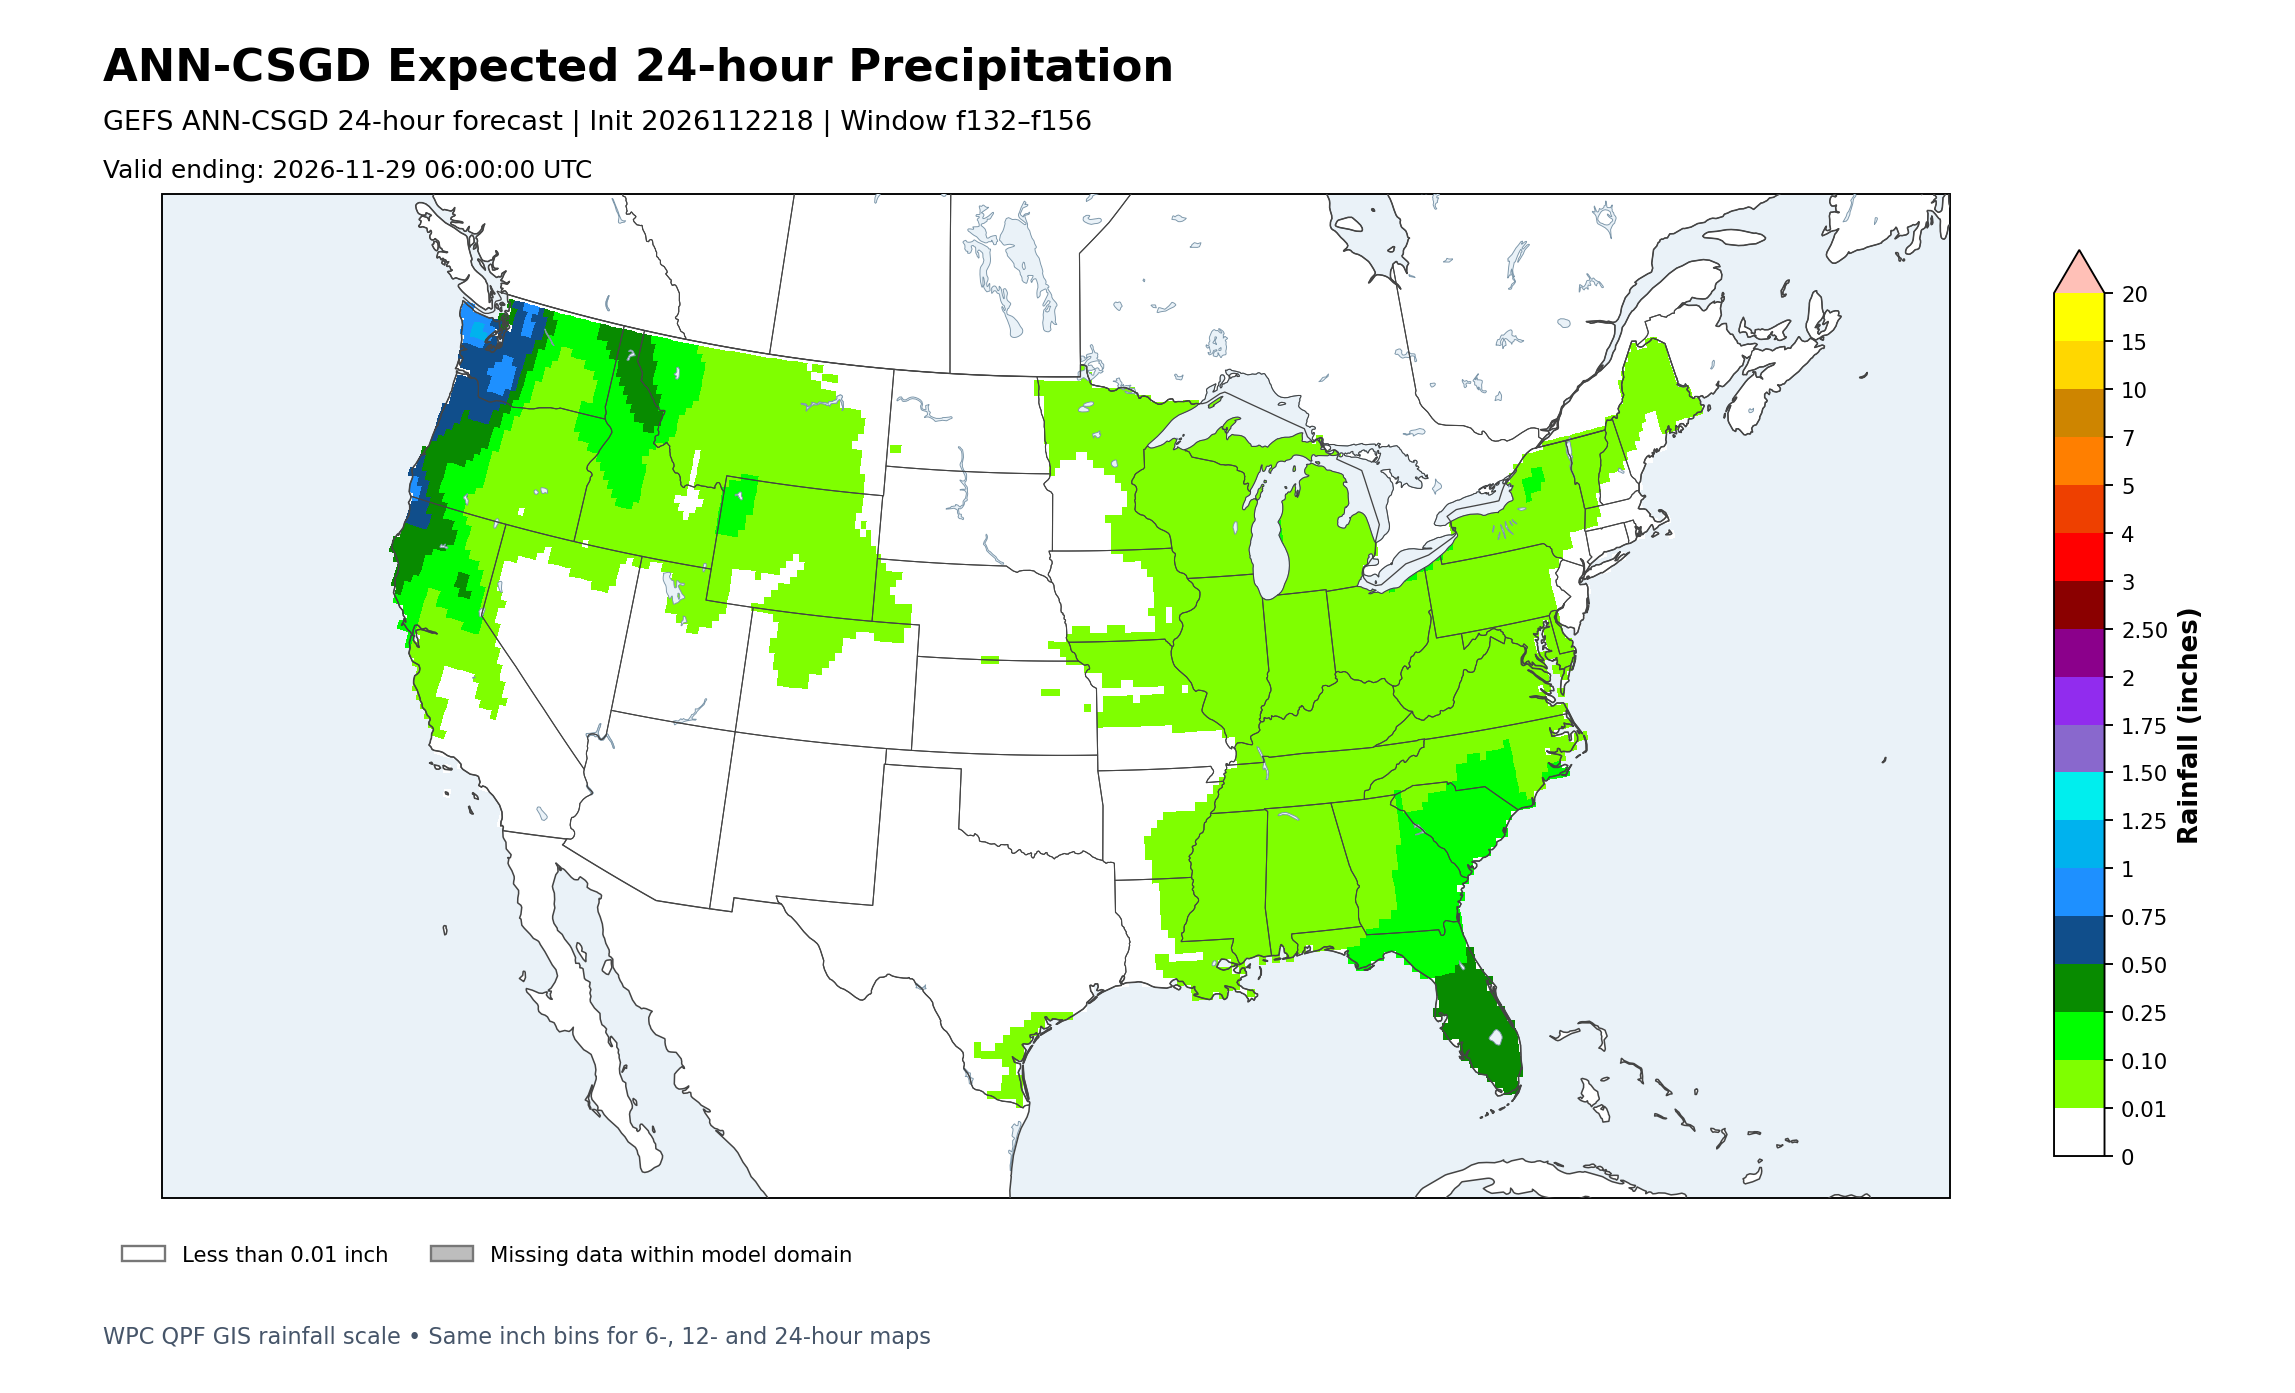 ANN-CSGD Expected 24-hour Precipitation
GEFS ANN-CSGD 24-hour forecast | Init 2026112218 | Window f132–f156
Valid ending: 2026-11-29 06:00:00 UTC
20
15
10
7
5
4
3
2.50
2
1.75
1.50
1.25
1
0.75
0.50
0.25
0.10
0.01
0
Rainfall (inches)
Less than 0.01 inch
Missing data within model domain
WPC QPF GIS rainfall scale • Same inch bins for 6-, 12- and 24-hour maps